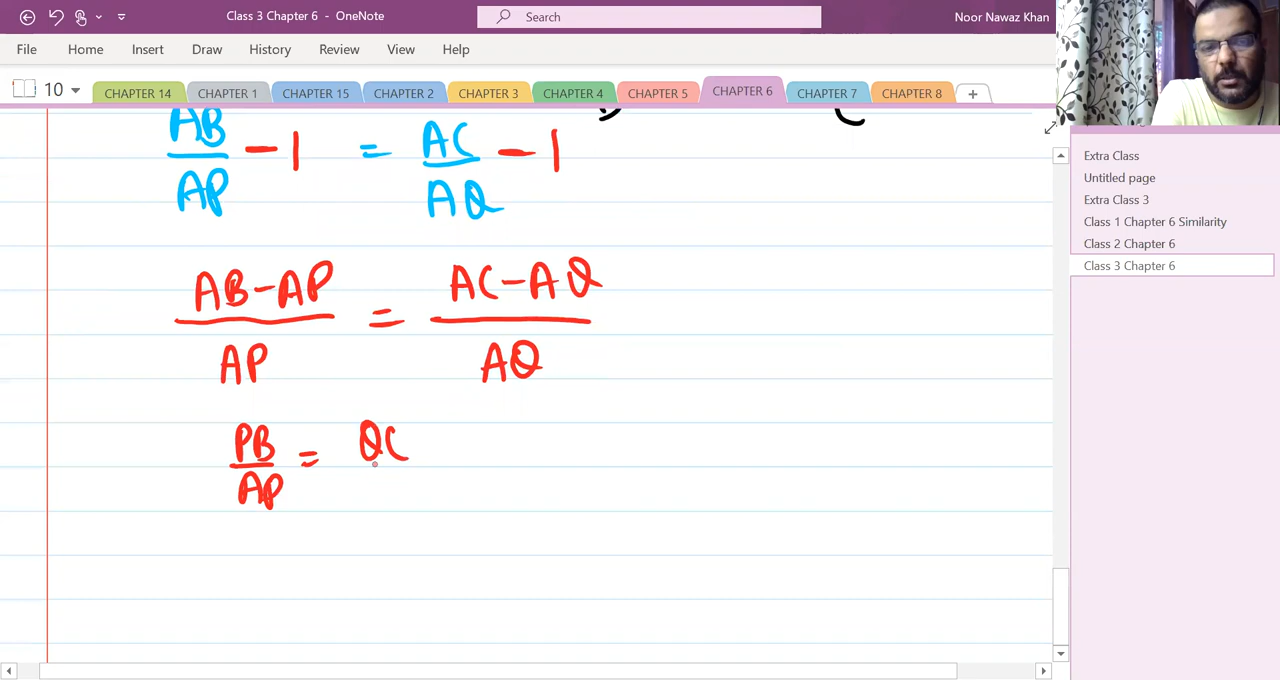 Class 3 Chapter 6 - OneNote
Search
Noor Nawaz Khan
File Home Insert Draw History Review View Help
10
CHAPTER 14 CHAPTER 1 CHAPTER 15 CHAPTER 2 CHAPTER 3 CHAPTER 4 CHAPTER 5 CHAPTER 6 CHAPTER 7 CHAPTER 8 +
Extra Class
Untitled page
Extra Class 3
Class 1 Chapter 6 Similarity
Class 2 Chapter 6
Class 3 Chapter 6
AB/AP - 1 = AC/AQ - 1
AB-AP/AP = AC-AQ/AQ
PB/AP = QC